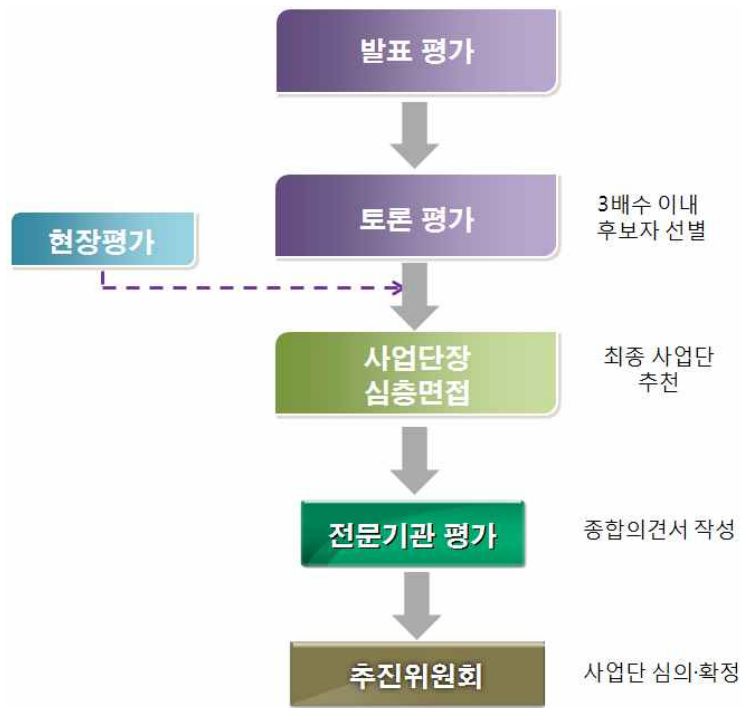 발표 평가
토론 평가
3배수 이내
후보자 선별
현장평가
사업단장
심층면접
최종 사업단
추천
전문기관 평가
종합의견서 작성
추진위원회
사업단 심의·확정